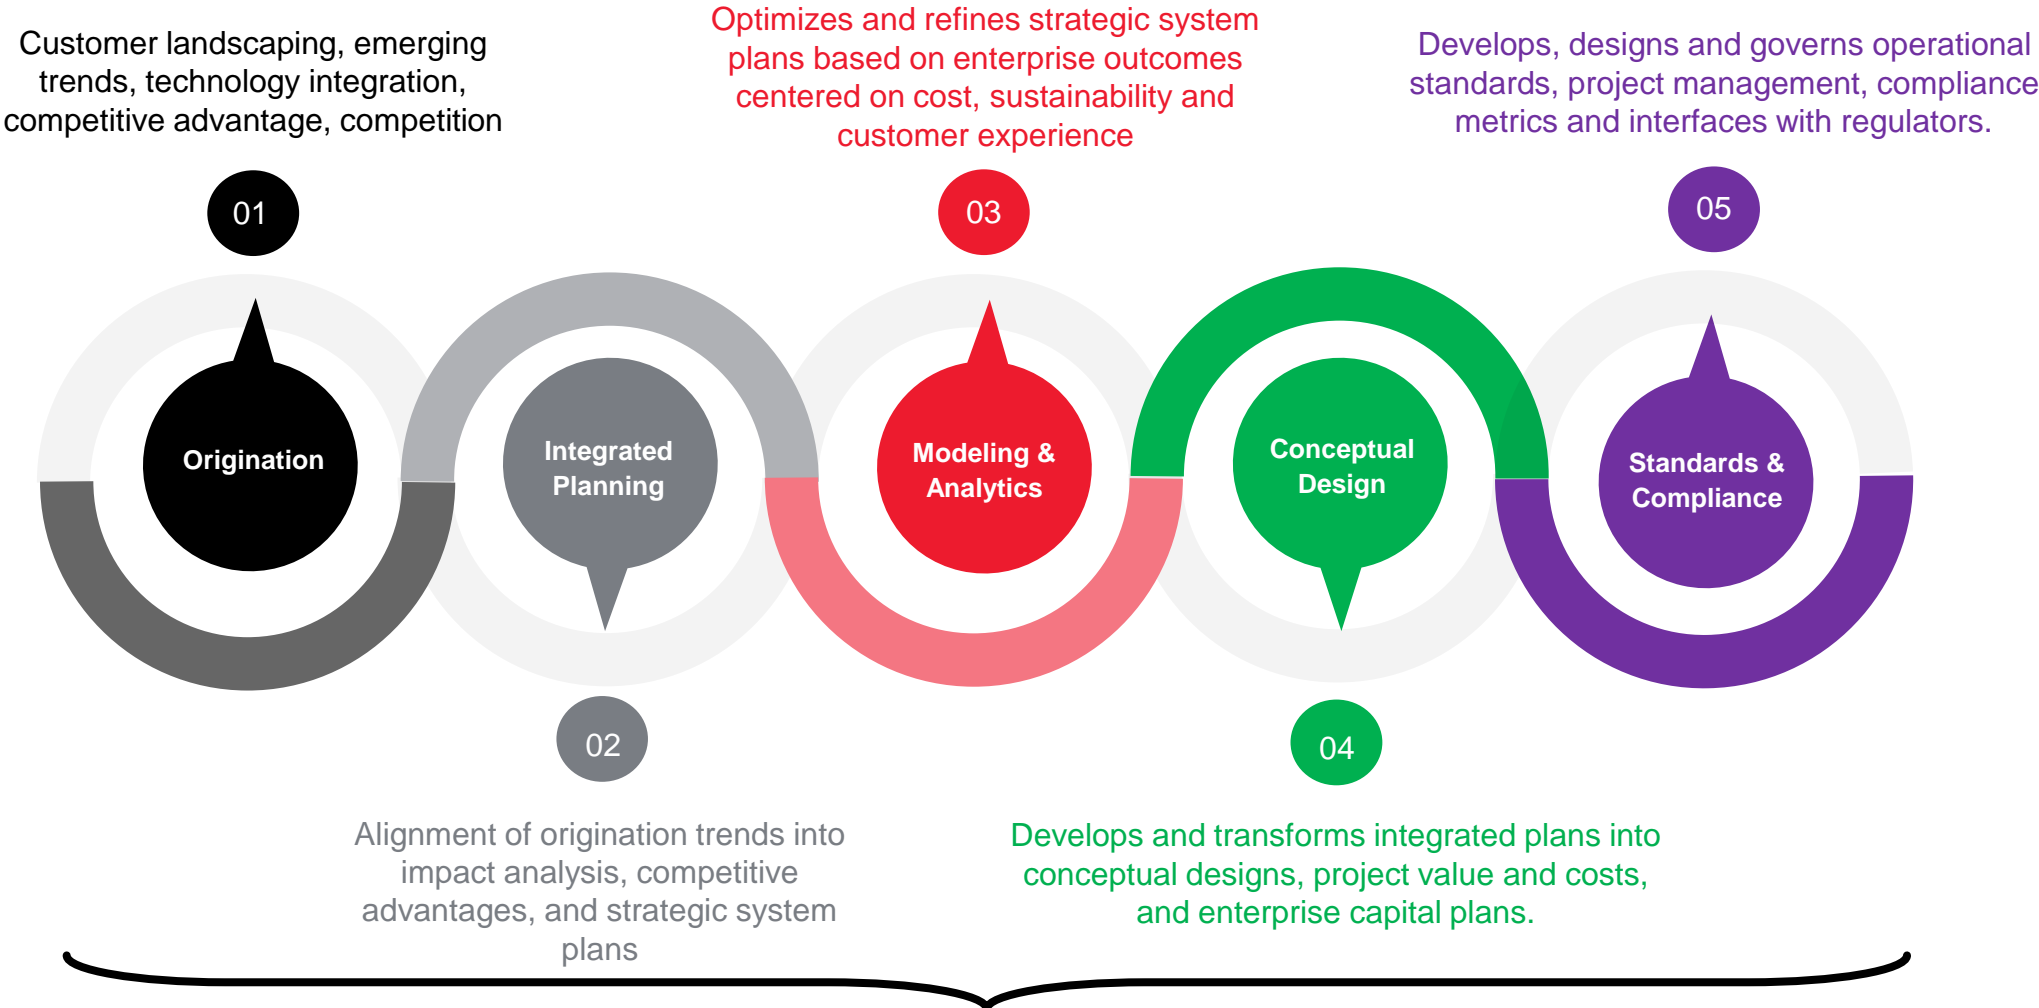 Customer landscaping, emerging
trends, technology integration,
competitive advantage, competition
Optimizes and refines strategic system
plans based on enterprise outcomes
centered on cost, sustainability and
customer experience
Develops, designs and governs operational
standards, project management, compliance
metrics and interfaces with regulators.
01
03
05
Origination
Integrated
Planning
Modeling &
Analytics
Conceptual
Design
Standards &
Compliance
02
04
Alignment of origination trends into
impact analysis, competitive
advantages, and strategic system
plans
Develops and transforms integrated plans into
conceptual designs, project value and costs,
and enterprise capital plans.